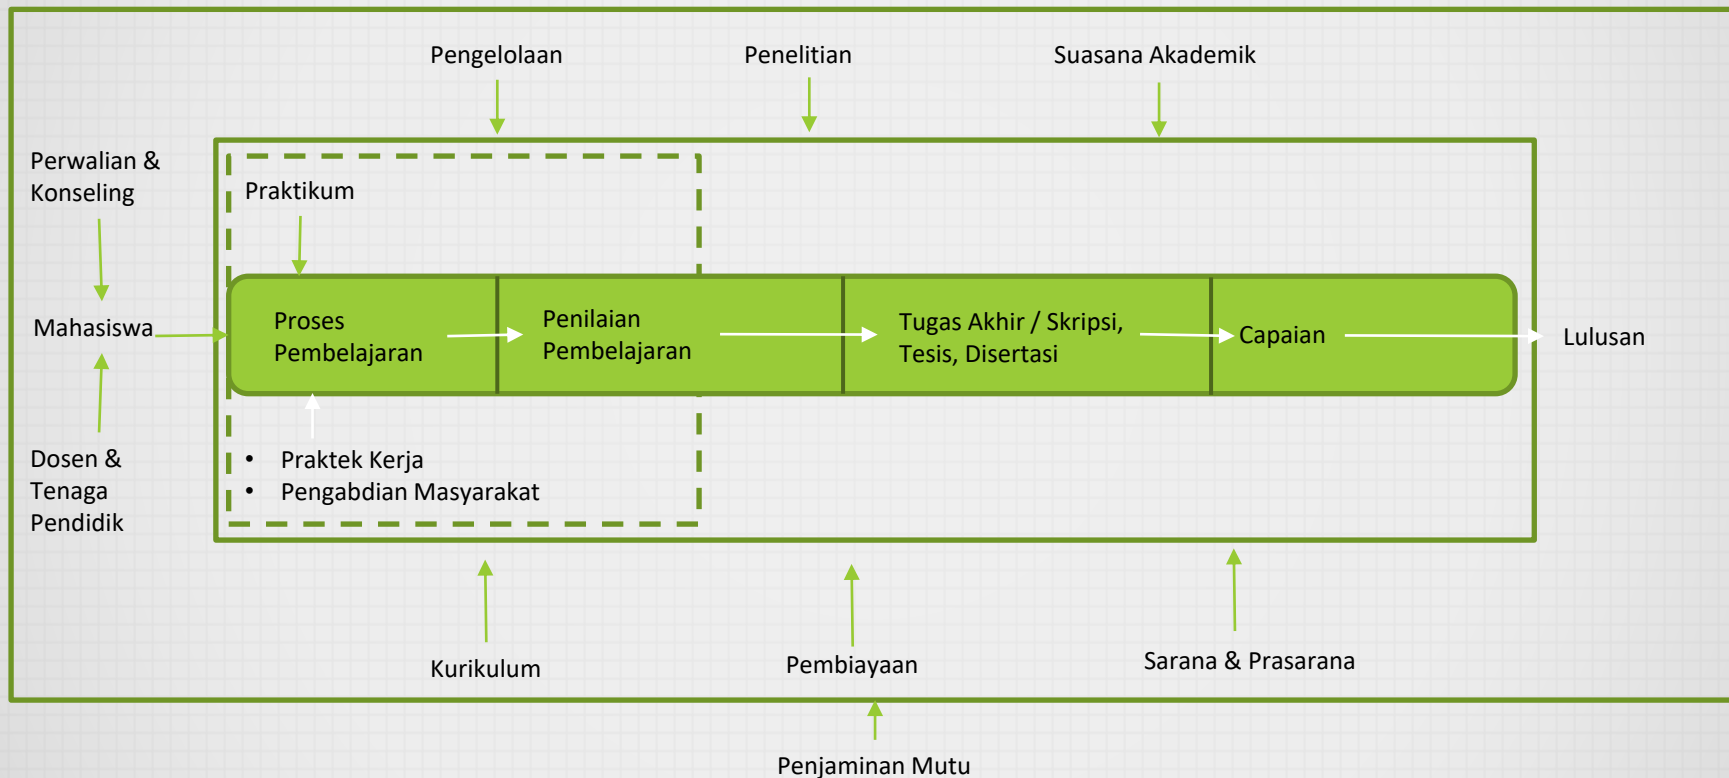 Pengelolaan
Penelitian
Suasana Akademik
Perwalian &
Konseling
Praktikum
Mahasiswa
Proses
Pembelajaran
Penilaian
Pembelajaran
Tugas Akhir / Skripsi,
Tesis, Disertasi
Capaian
Lulusan
Dosen &
Tenaga
Pendidik
• Praktek Kerja
• Pengabdian Masyarakat
Kurikulum
Pembiayaan
Sarana & Prasarana
Penjaminan Mutu